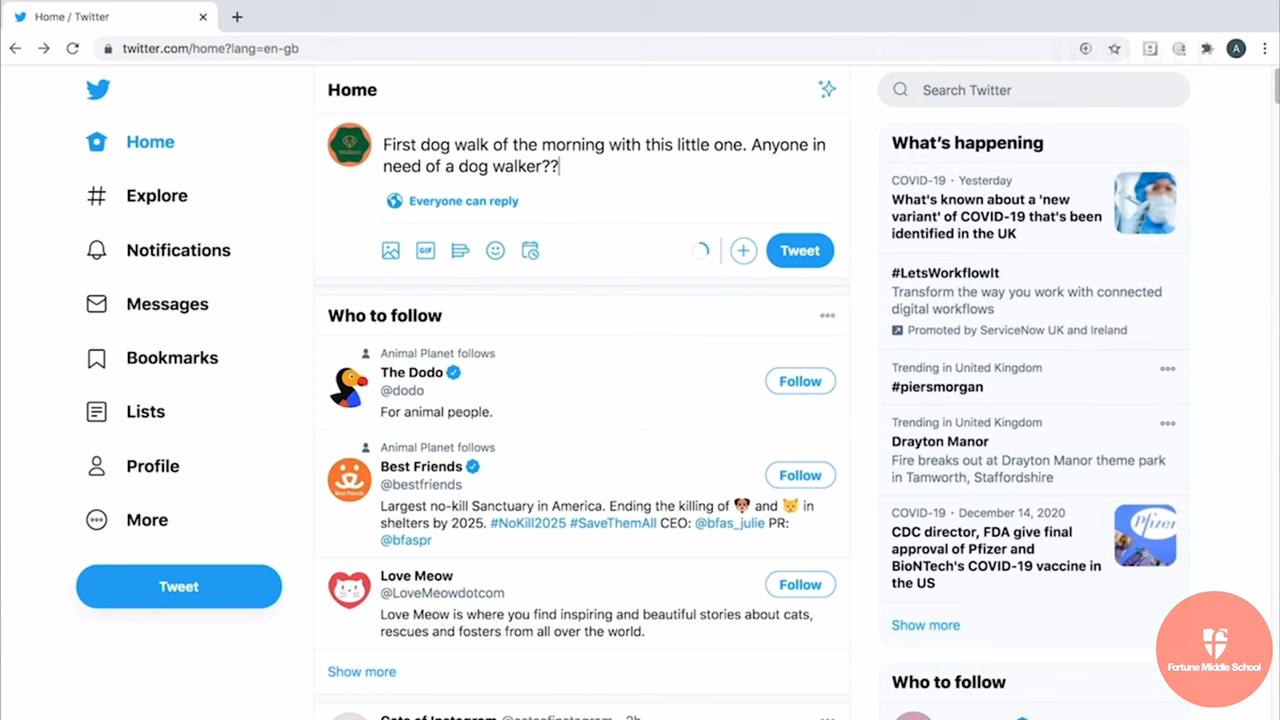 Home / Twitter
twitter.com/home?lang=en-gb
A
Home
Explore
Notifications
Messages
Bookmarks
Lists
Profile
More
Tweet
Home
First dog walk of the morning with this little one. Anyone in
need of a dog walker??
Everyone can reply
GIF
Tweet
Who to follow
Animal Planet follows
The Dodo
@dodo
For animal people.
Follow
Animal Planet follows
Best Friends
@bestfriends
Largest no-kill Sanctuary in America. Ending the killing of 🐶 and 🐱 in
shelters by 2025. #NoKill2025 #SaveThemAll CEO: @bfas_julie PR:
@bfaspr
Follow
Love Meow
@LoveMeowdotcom
Love Meow is where you find inspiring and beautiful stories about cats,
rescues and fosters from all over the world.
Follow
Show more
Cats of Instagram @catsofinstagram · 2h
Search Twitter
What's happening
COVID-19 · Yesterday
What's known about a 'new
variant' of COVID-19 that's been
identified in the UK
#LetsWorkflowIt
Transform the way you work with connected
digital workflows
Promoted by ServiceNow UK and Ireland
Trending in United Kingdom
#piersmorgan
Trending in United Kingdom
Drayton Manor
Fire breaks out at Drayton Manor theme park
in Tamworth, Staffordshire
COVID-19 · December 14, 2020
CDC director, FDA give final
approval of Pfizer and
BioNTech's COVID-19 vaccine in
the US
Pfizer
Show more
Who to follow
Fortune Middle School